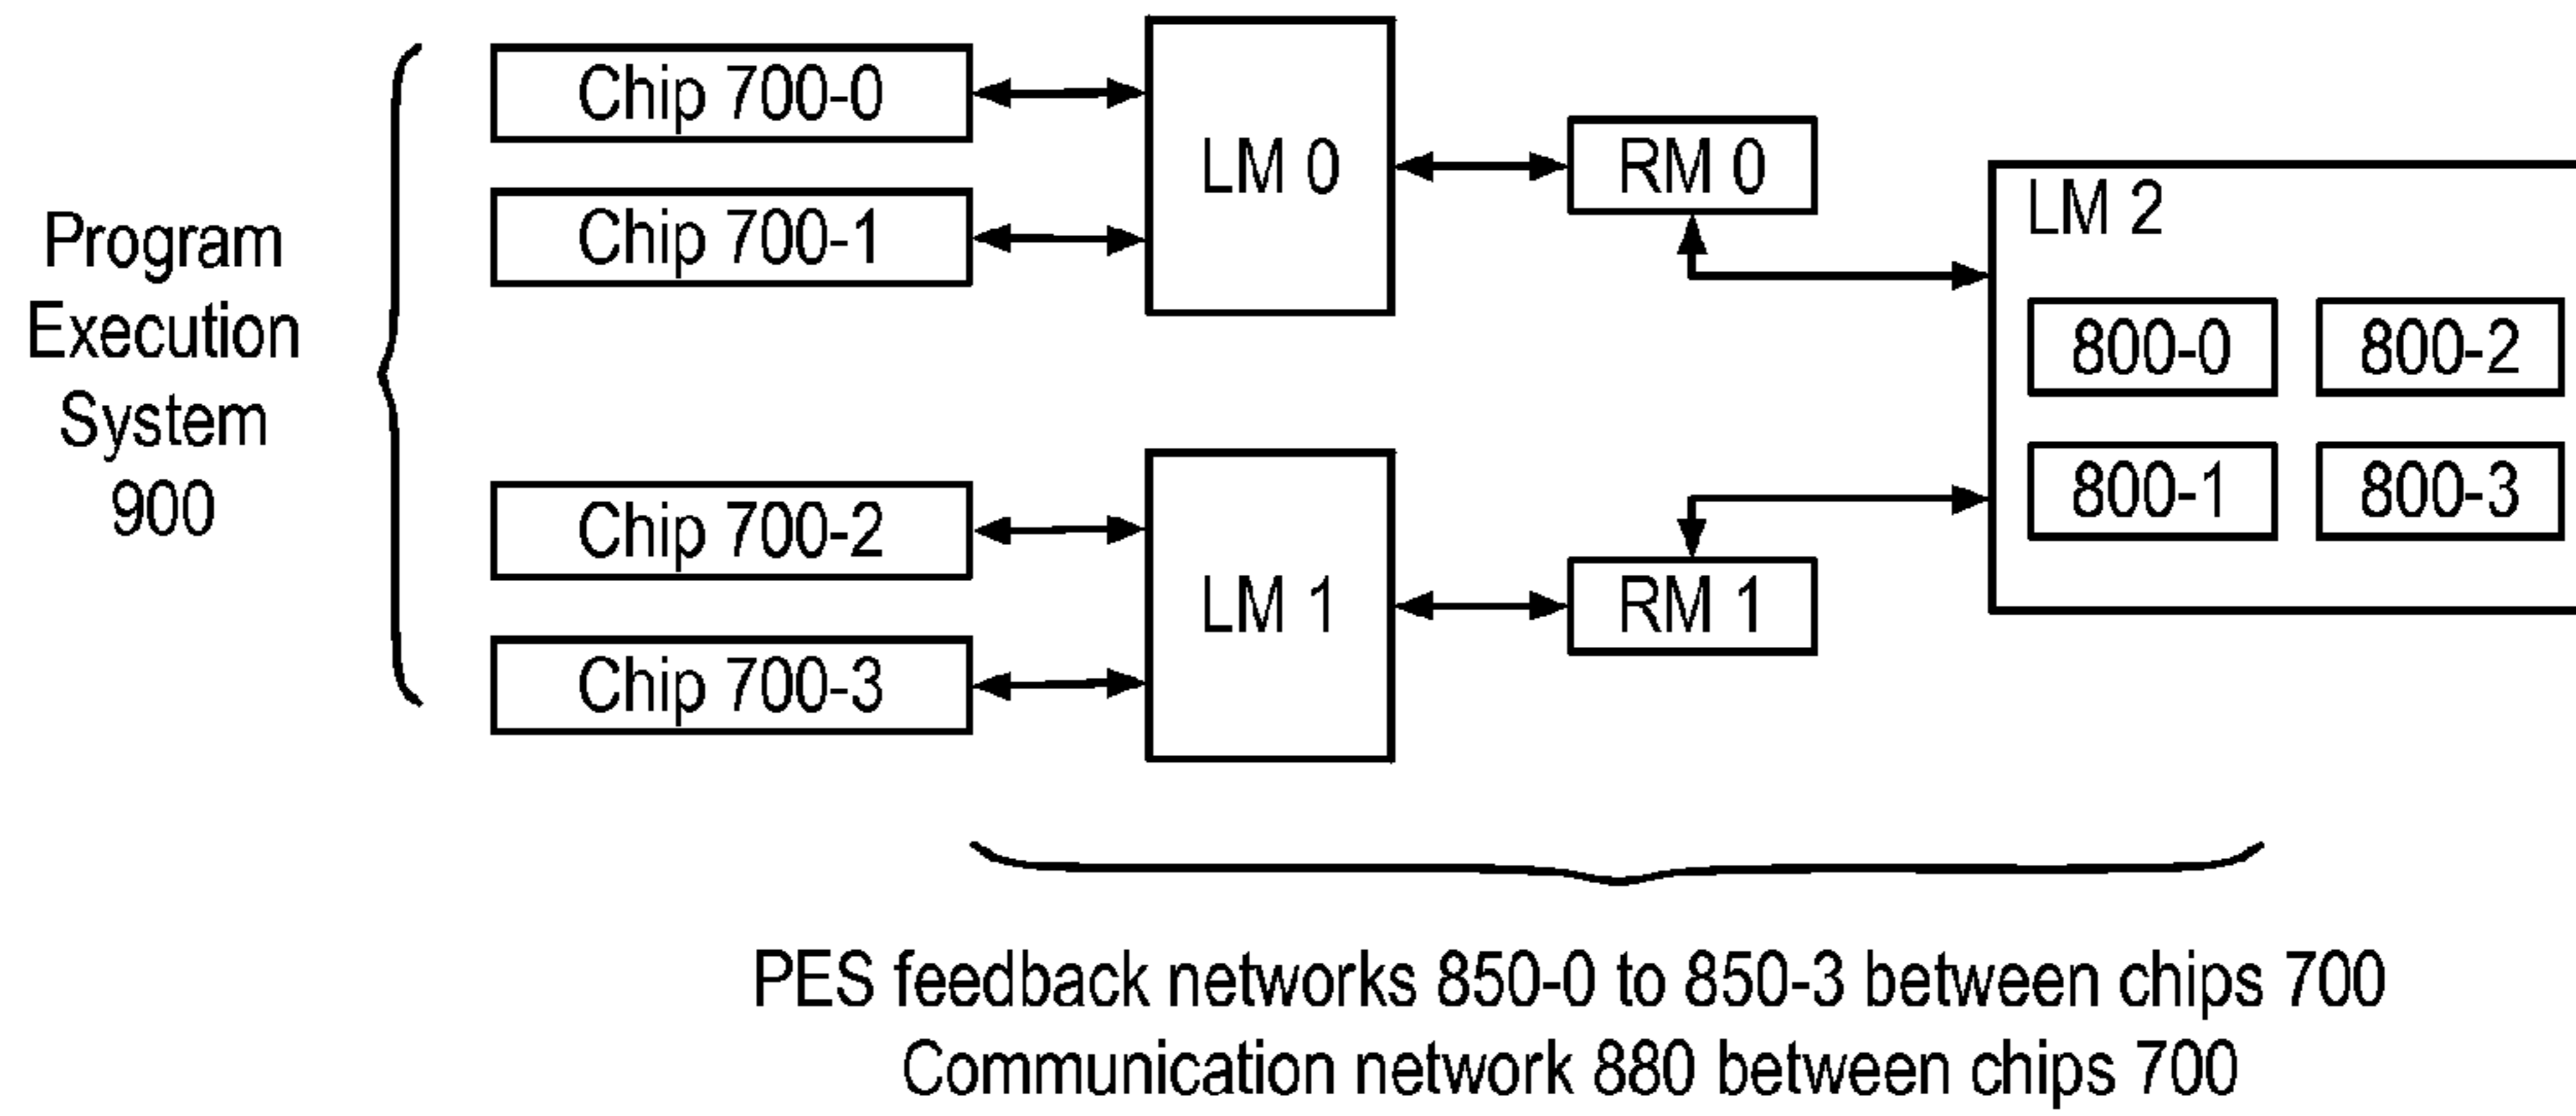 Program
Execution
System
900
Chip 700-0
Chip 700-1
Chip 700-2
Chip 700-3
LM 0
LM 1
RM 0
RM 1
LM 2
800-0
800-2
800-1
800-3
PES feedback networks 850-0 to 850-3 between chips 700
Communication network 880 between chips 700